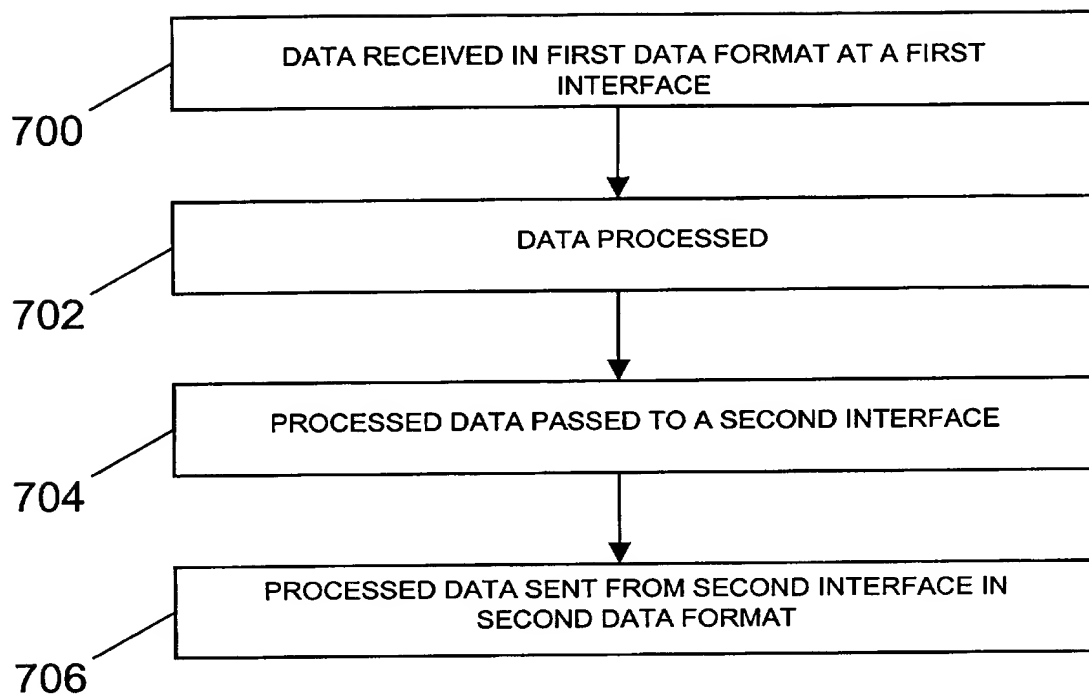 DATA RECEIVED IN FIRST DATA FORMAT AT A FIRST
INTERFACE
700
DATA PROCESSED
702
PROCESSED DATA PASSED TO A SECOND INTERFACE
704
PROCESSED DATA SENT FROM SECOND INTERFACE IN
SECOND DATA FORMAT
706